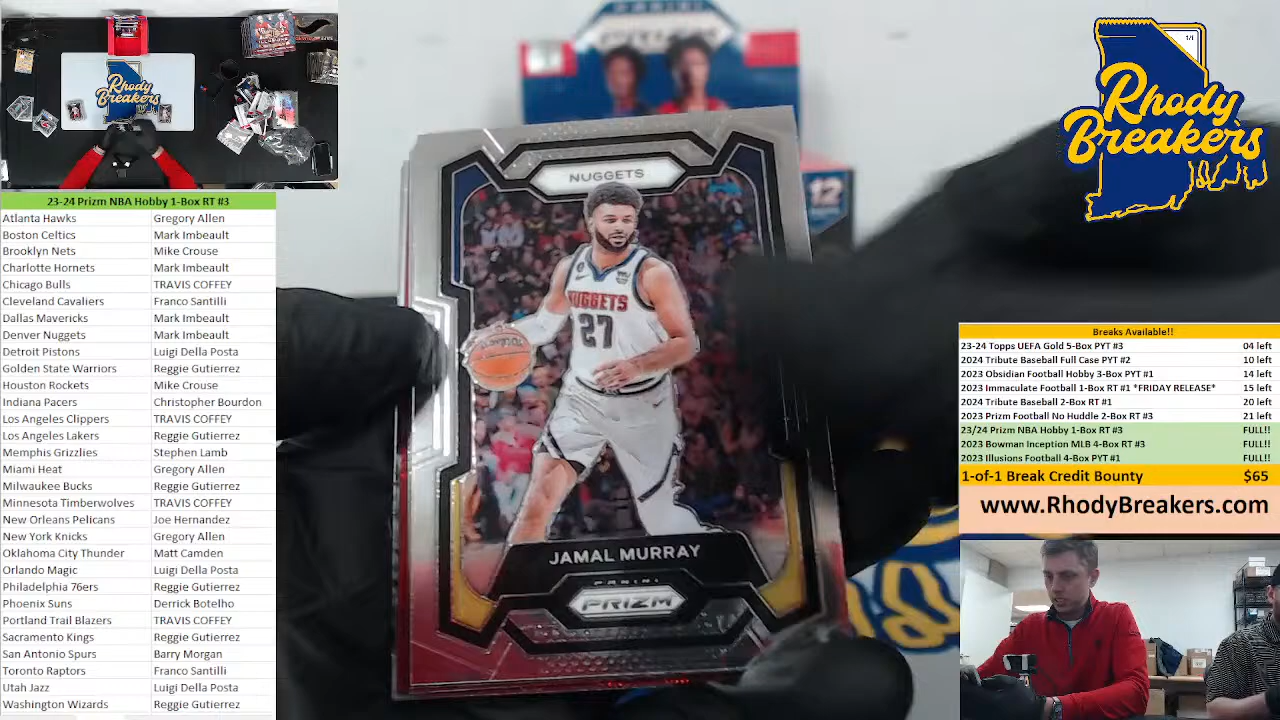 23-24 Prizm NBA Hobby 1-Box RT #3
Atlanta Hawks Gregory Allen
Boston Celtics Mark Imbeault
Brooklyn Nets Mike Crouse
Charlotte Hornets Mark Imbeault
Chicago Bulls TRAVIS COFFEY
Cleveland Cavaliers Franco Santilli
Dallas Mavericks Mark Imbeault
Denver Nuggets Mark Imbeault
Detroit Pistons Luigi Della Posta
Golden State Warriors Reggie Gutierrez
Houston Rockets Mike Crouse
Indiana Pacers Christopher Bourdon
Los Angeles Clippers TRAVIS COFFEY
Los Angeles Lakers Reggie Gutierrez
Memphis Grizzlies Stephen Lamb
Miami Heat Gregory Allen
Milwaukee Bucks Reggie Gutierrez
Minnesota Timberwolves TRAVIS COFFEY
New Orleans Pelicans Joe Hernandez
New York Knicks Gregory Allen
Oklahoma City Thunder Matt Camden
Orlando Magic Luigi Della Posta
Philadelphia 76ers Reggie Gutierrez
Phoenix Suns Derrick Botelho
Portland Trail Blazers TRAVIS COFFEY
Sacramento Kings Reggie Gutierrez
San Antonio Spurs Barry Morgan
Toronto Raptors Franco Santilli
Utah Jazz Luigi Della Posta
Washington Wizards Reggie Gutierrez
Rhody
Breakers
NUGGETS
NUGGETS
27
JAMAL MURRAY
PANINI
PRIZM
12
1/1
Rhody
Breakers
Breaks Available!!
23-24 Topps UEFA Gold 5-Box PYT #3 04 left
2024 Tribute Baseball Full Case PYT #2 10 left
2023 Obsidian Football Hobby 3-Box PYT #1 14 left
2023 Immaculate Football 1-Box RT #1 *FRIDAY RELEASE* 15 left
2024 Tribute Baseball 2-Box RT #1 20 left
2023 Prizm Football No Huddle 2-Box RT #3 21 left
23/24 Prizm NBA Hobby 1-Box RT #3 FULL!!
2023 Bowman Inception MLB 4-Box RT #3 FULL!!
2023 Illusions Football 4-Box PYT #1 FULL!!
1-of-1 Break Credit Bounty $65
www.RhodyBreakers.com